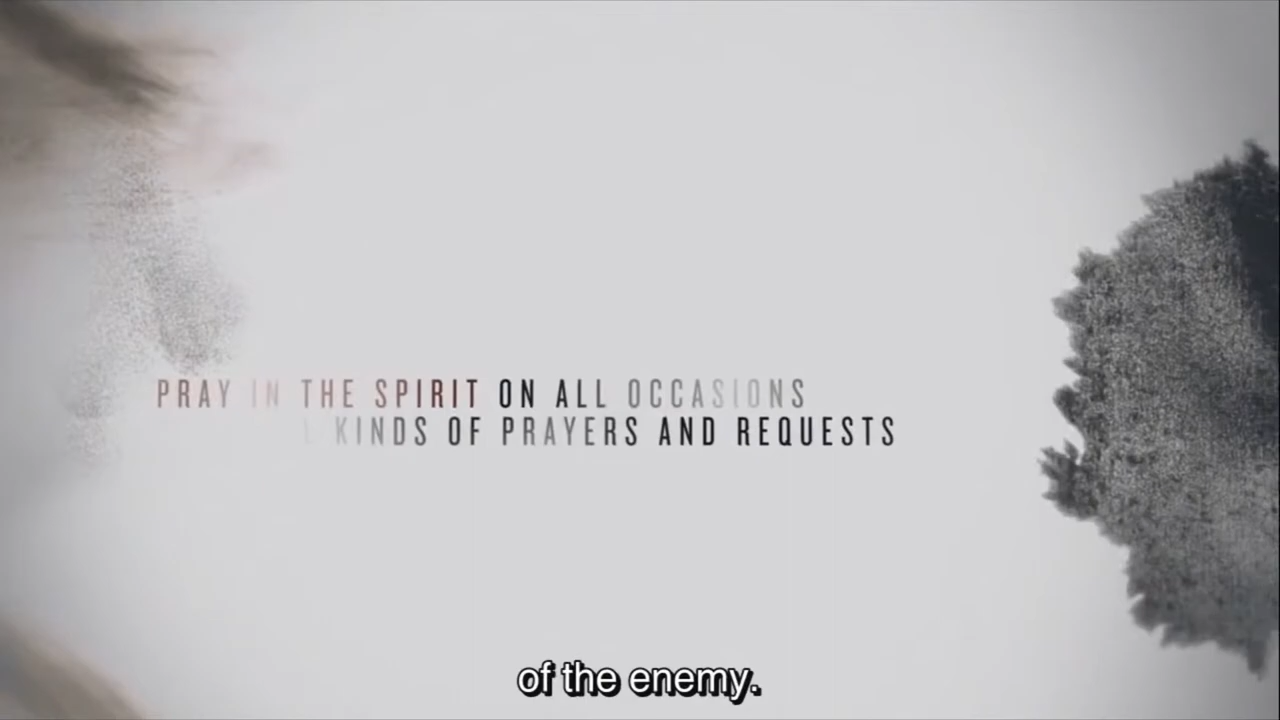 PRAY IN THE SPIRIT ON ALL OCCASIONS
KINDS OF PRAYERS AND REQUESTS
of the enemy.